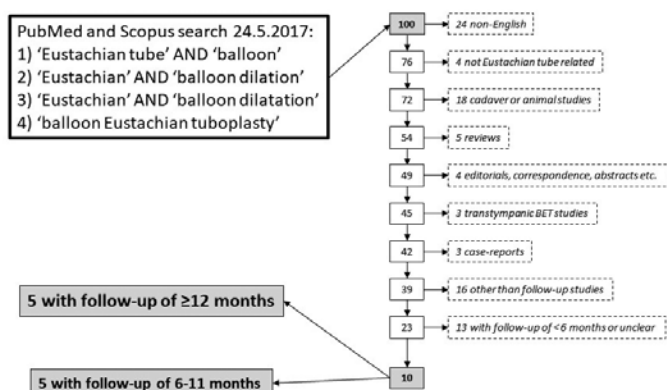 PubMed and Scopus search 24.5.2017:
1) ‘Eustachian tube’ AND ‘balloon’
2) ‘Eustachian’ AND ‘balloon dilation’
3) ‘Eustachian’ AND ‘balloon dilatation’
4) ‘balloon Eustachian tuboplasty’
100
24 non-English
76
4 not Eustachian tube related
72
18 cadaver or animal studies
54
5 reviews
49
4 editorials, correspondence, abstracts etc.
45
3 transtympanic BET studies
42
3 case-reports
39
16 other than follow-up studies
23
13 with follow-up of <6 months or unclear
10
5 with follow-up of ≥12 months
5 with follow-up of 6-11 months